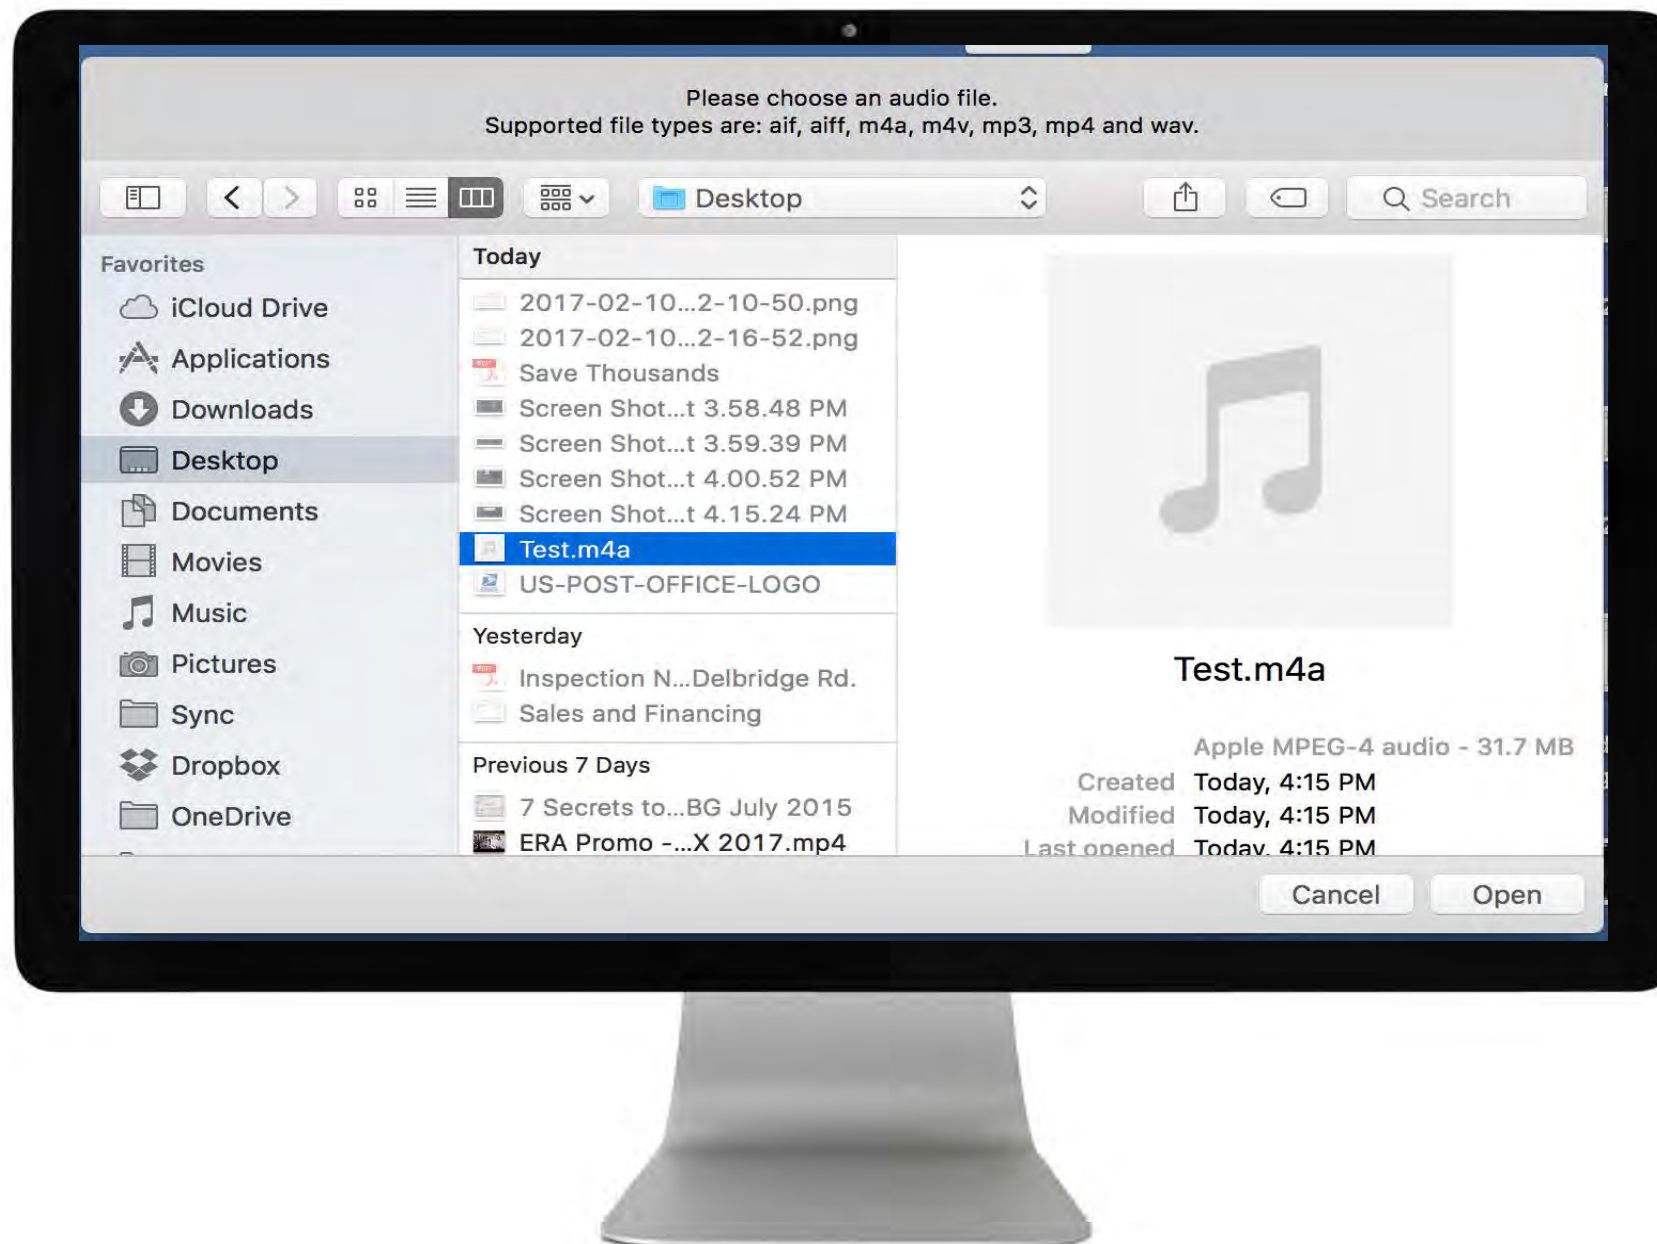 Please choose an audio file.
Supported file types are: aif, aiff, m4a, m4v, mp3, mp4 and wav.
Desktop
Search
Favorites
iCloud Drive
Applications
Downloads
Desktop
Documents
Movies
Music
Pictures
Sync
Dropbox
OneDrive
Today
2017-02-10...2-10-50.png
2017-02-10...2-16-52.png
Save Thousands
Screen Shot...t 3.58.48 PM
Screen Shot...t 3.59.39 PM
Screen Shot...t 4.00.52 PM
Screen Shot...t 4.15.24 PM
Test.m4a
US-POST-OFFICE-LOGO
Yesterday
Inspection N...Delbridge Rd.
Sales and Financing
Previous 7 Days
7 Secrets to...BG July 2015
ERA Promo -...X 2017.mp4
Test.m4a
Apple MPEG-4 audio - 31.7 MB
Created Today, 4:15 PM
Modified Today, 4:15 PM
Last opened Today, 4:15 PM
Cancel
Open